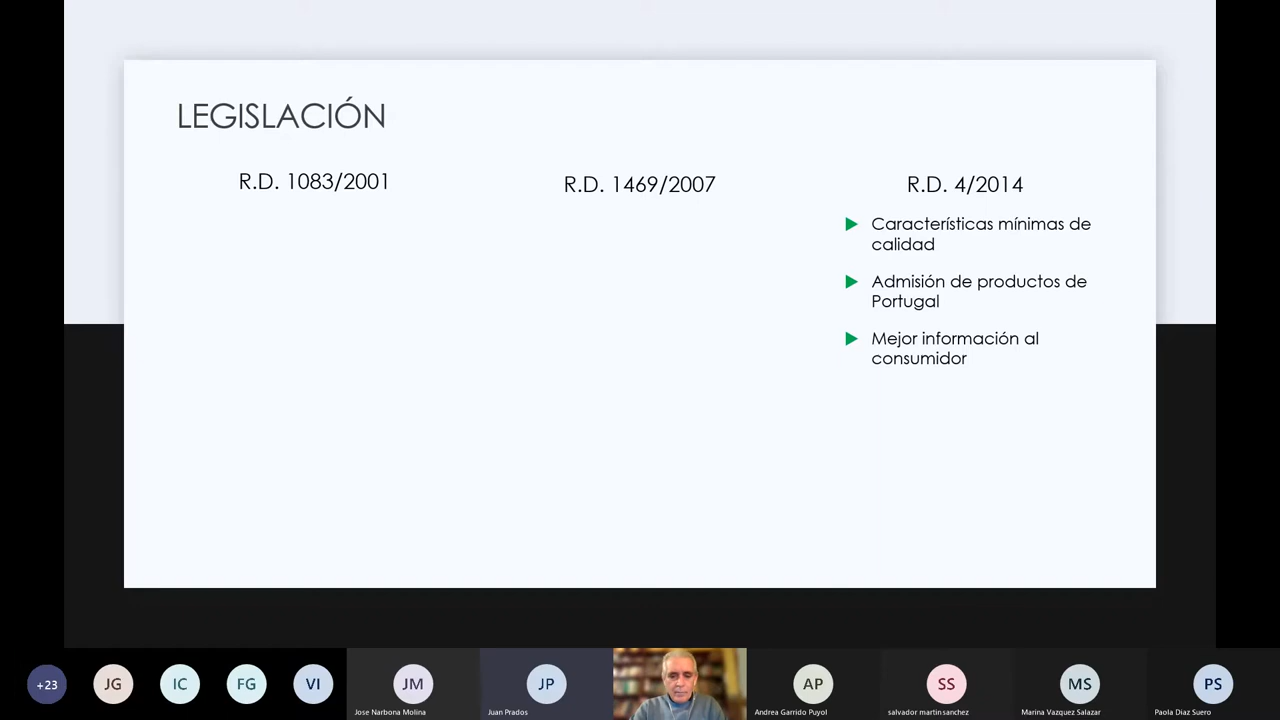 LEGISLACIÓN
R.D. 1083/2001
R.D. 1469/2007
R.D. 4/2014
Características mínimas de
calidad
Admisión de productos de
Portugal
Mejor información al
consumidor
+23
JG
IC
FG
VI
JM
Jose Narbona Molina
JP
Juan Prados
AP
Andrea Garrido Puyol
SS
salvador martin sanchez
MS
Marina Vazquez Salazar
PS
Paola Diaz Suero